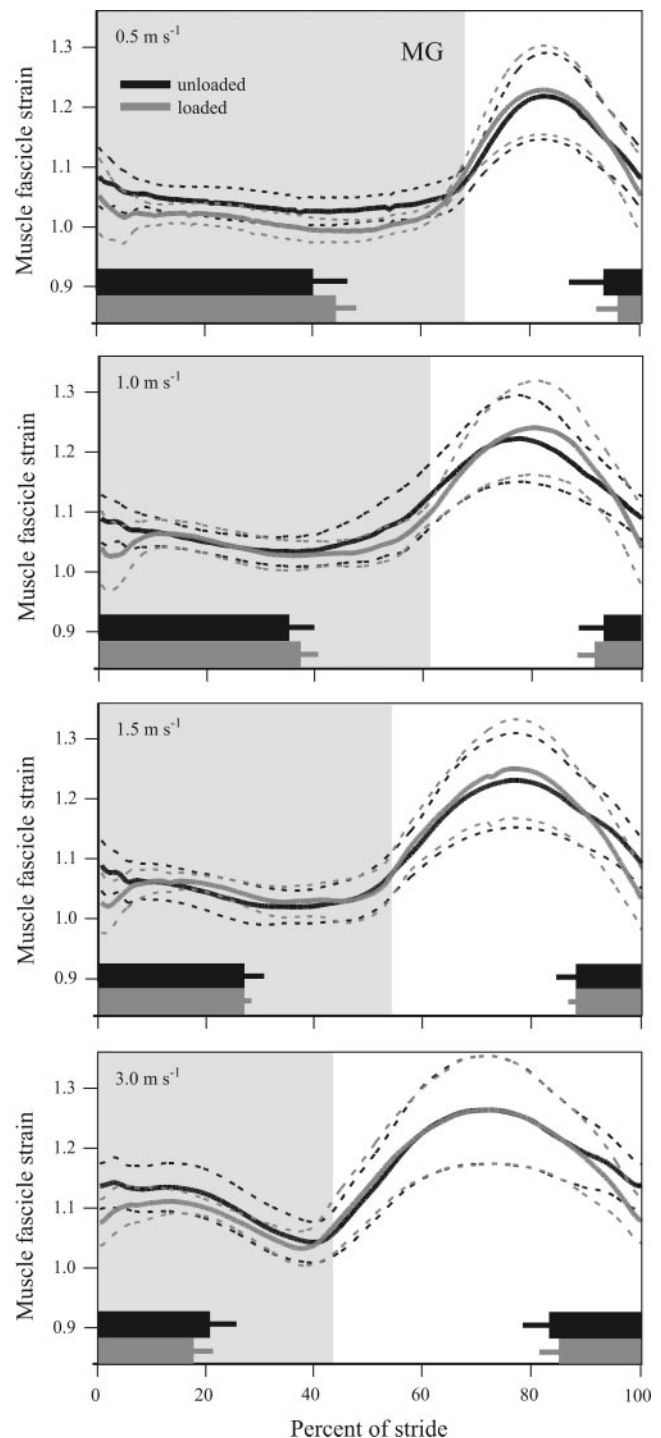 0.5 m s-1
MG
unloaded
loaded
1.3
1.2
1.1
1.0
0.9
Muscle fascicle strain
1.0 m s-1
1.3
1.2
1.1
1.0
0.9
Muscle fascicle strain
1.5 m s-1
1.3
1.2
1.1
1.0
0.9
Muscle fascicle strain
3.0 m s-1
1.3
1.2
1.1
1.0
0.9
Muscle fascicle strain
0 20 40 60 80 100
Percent of stride